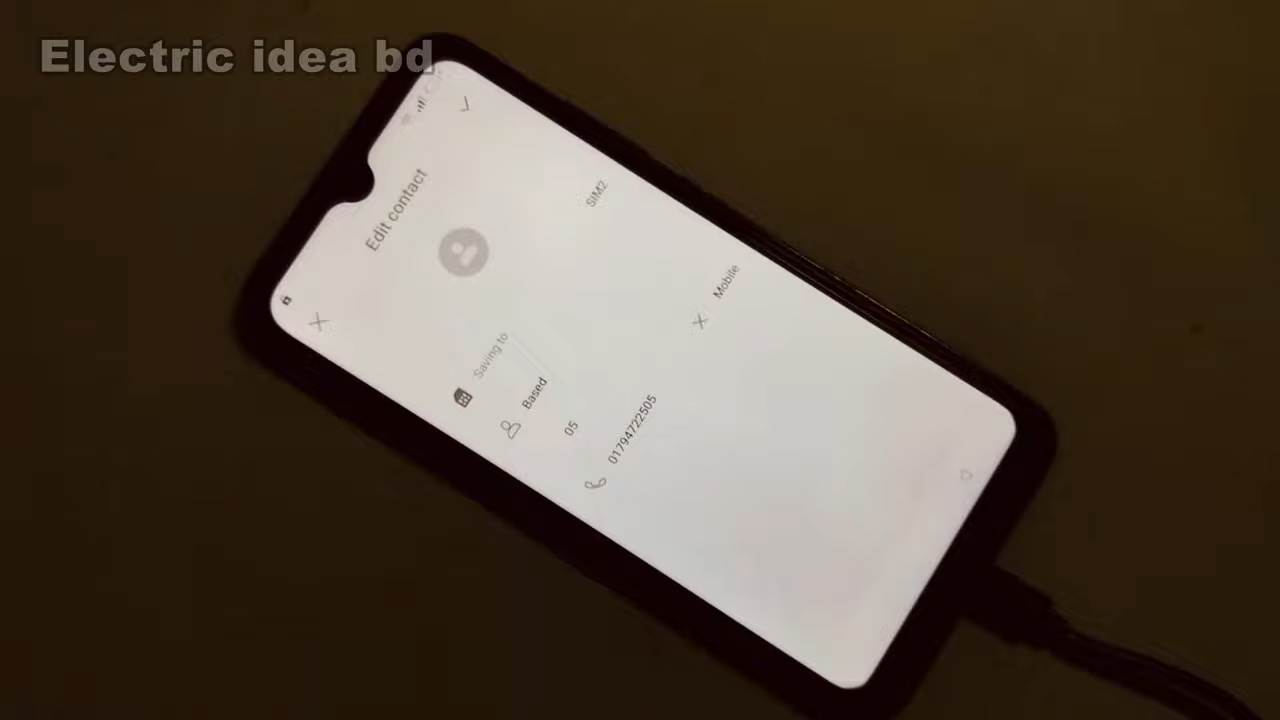 Electric idea bd
Edit contact
Saving to
SIM2
Based
05
01794722505
Mobile